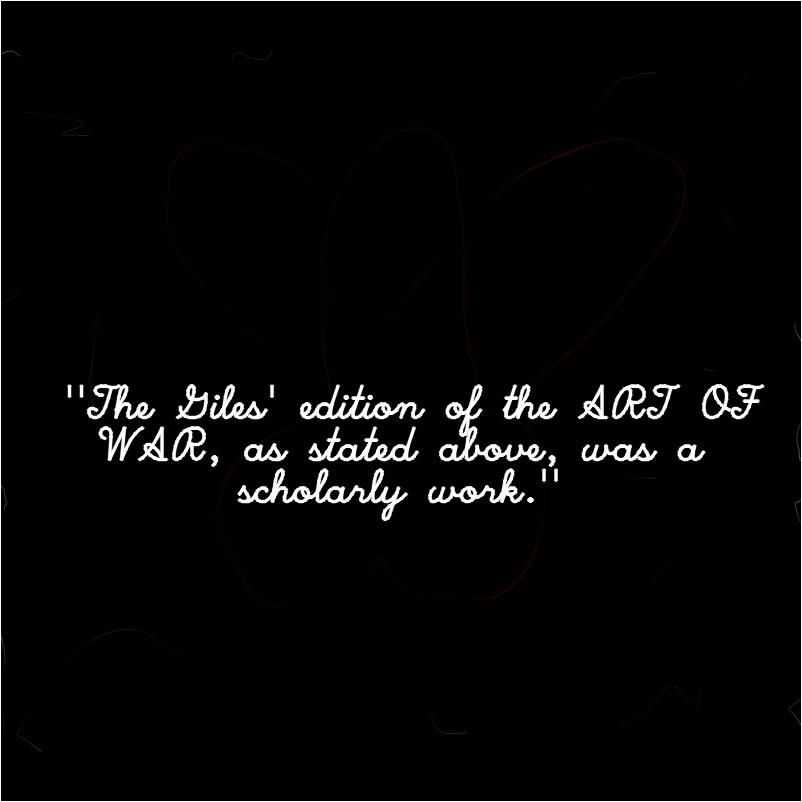 "The Giles' edition of the ART OF
WAR, as stated above, was a
scholarly work."